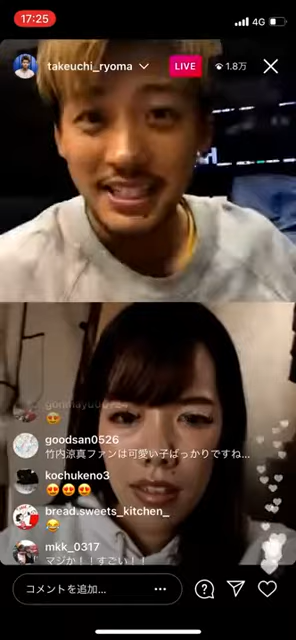 17:25
4G
takeuchi_ryoma
LIVE
1.8万
goodsan0526
竹内涼真ファンは可愛い子ばっかりですね...
kochukeno3
😍😍😍
bread.sweets_kitchen_
😂
mkk_0317
マジか！！すごい！！
コメントを追加...